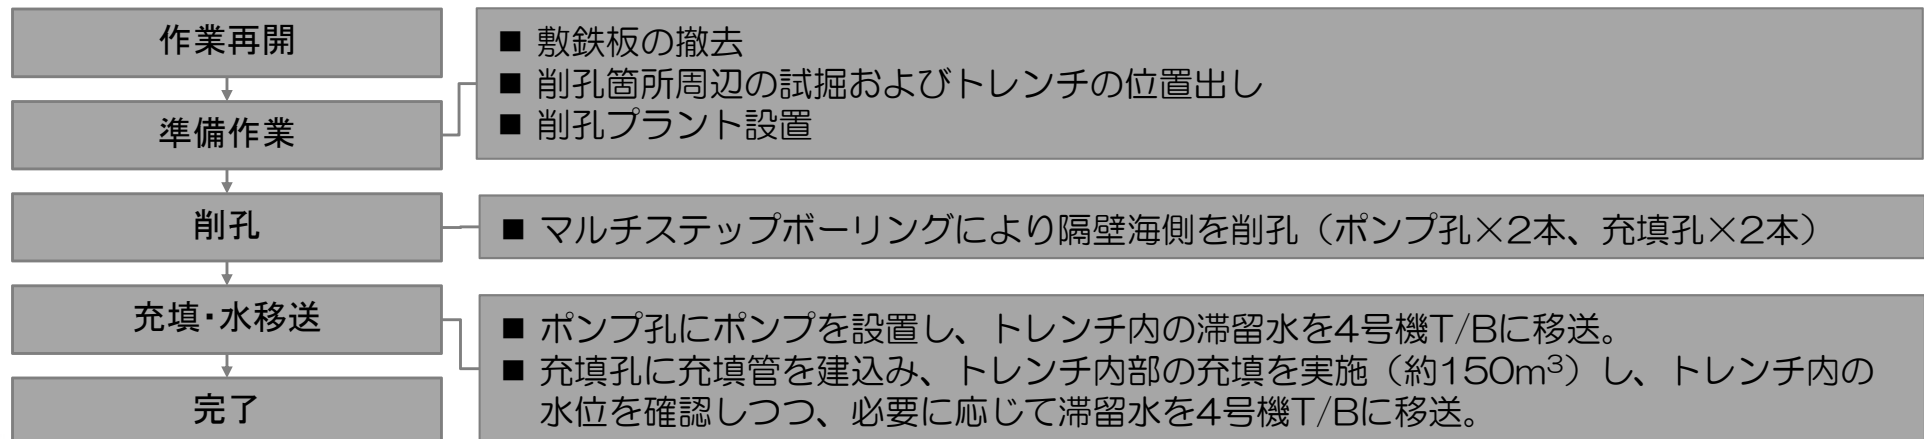 作業再開
準備作業
■ 敷鉄板の撤去
■ 削孔箇所周辺の試掘およびトレンチの位置出し
■ 削孔プラント設置
削孔
■ マルチステップボーリングにより隔壁海側を削孔（ポンプ孔×2本、充填孔×2本）
充填・水移送
■ ポンプ孔にポンプを設置し、トレンチ内の滞留水を4号機T/Bに移送。
■ 充填孔に充填管を建込み、トレンチ内部の充填を実施（約150m³）し、トレンチ内の
水位を確認しつつ、必要に応じて滞留水を4号機T/Bに移送。
完了